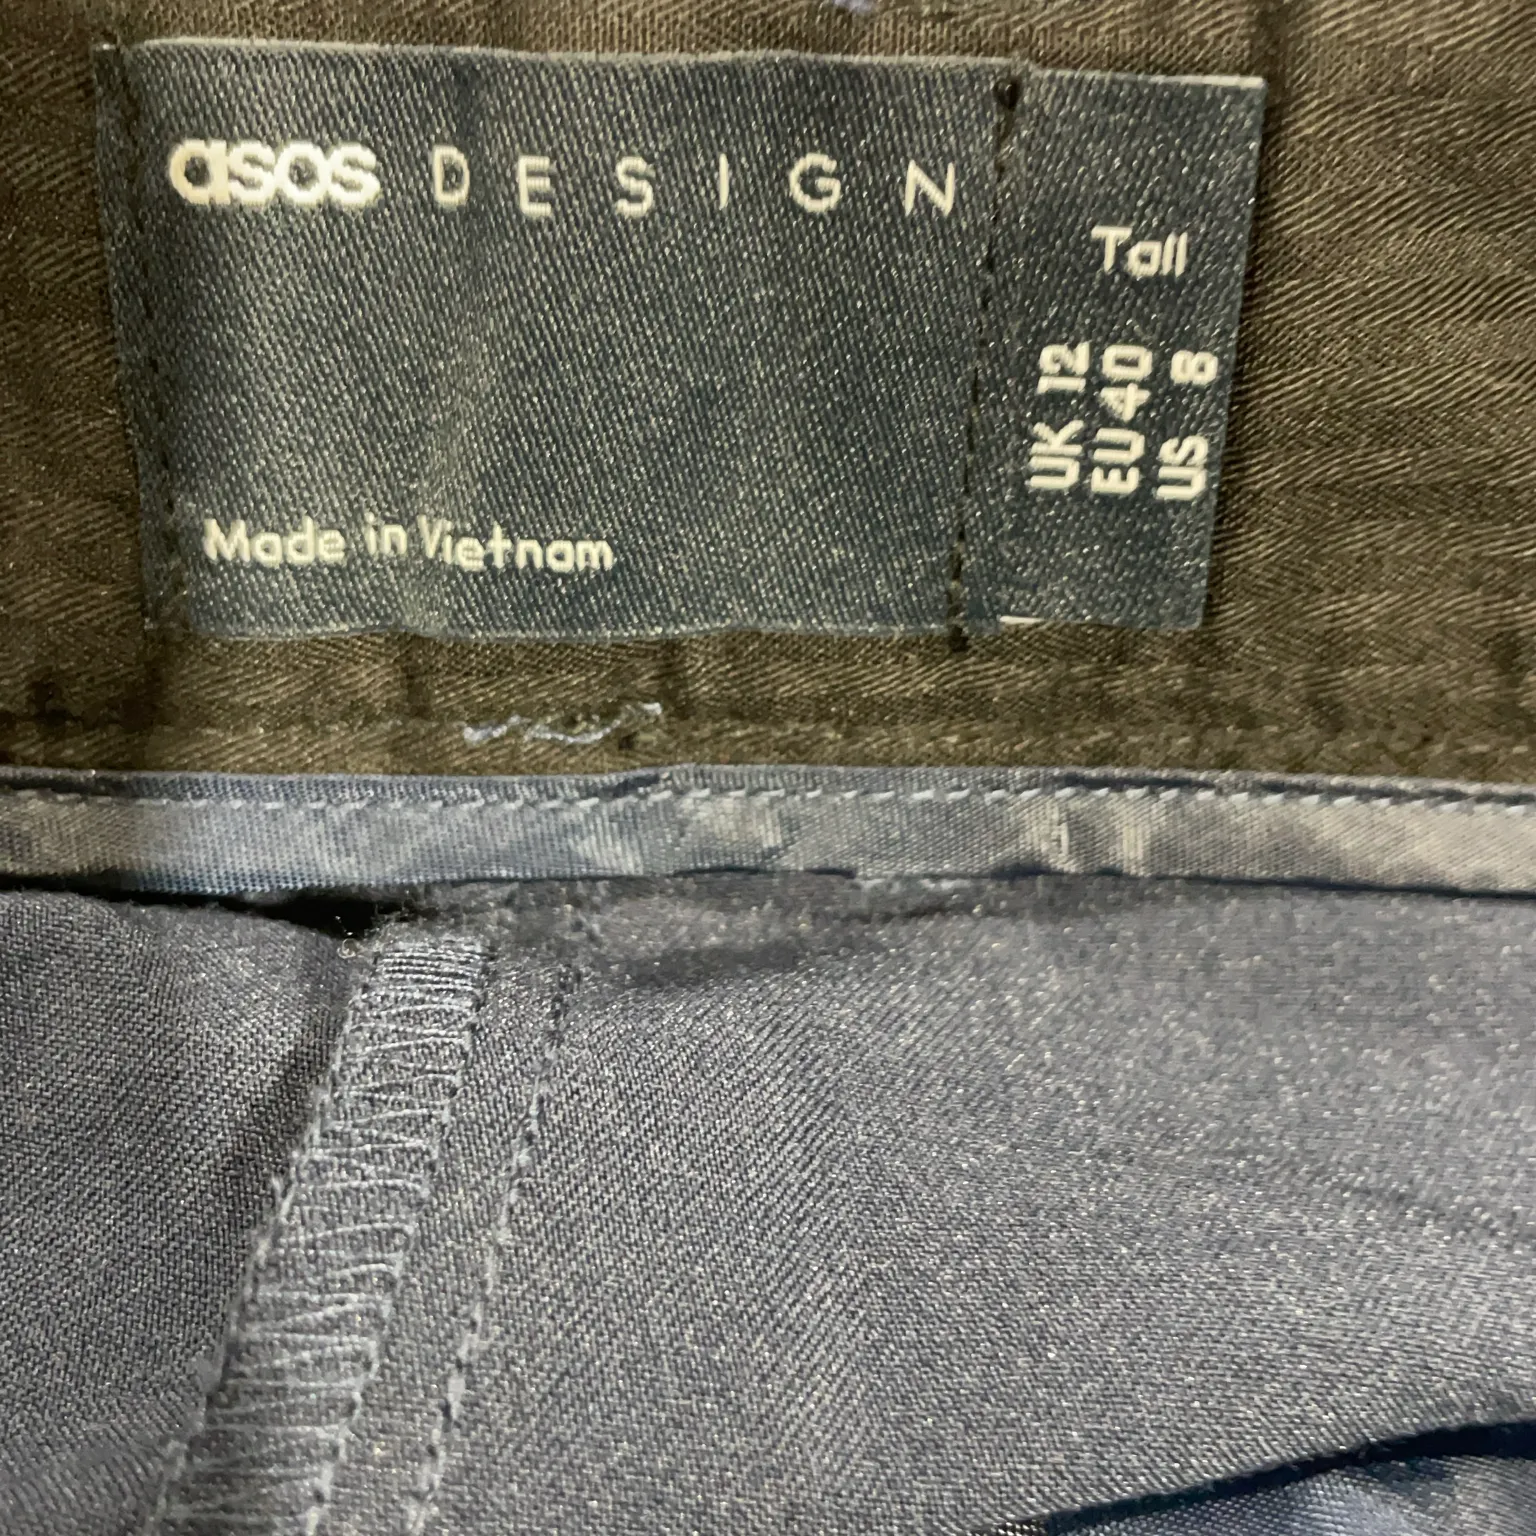 asos DESIGN
Made in Vietnam
Tall
UK 12
EU 40
US 8